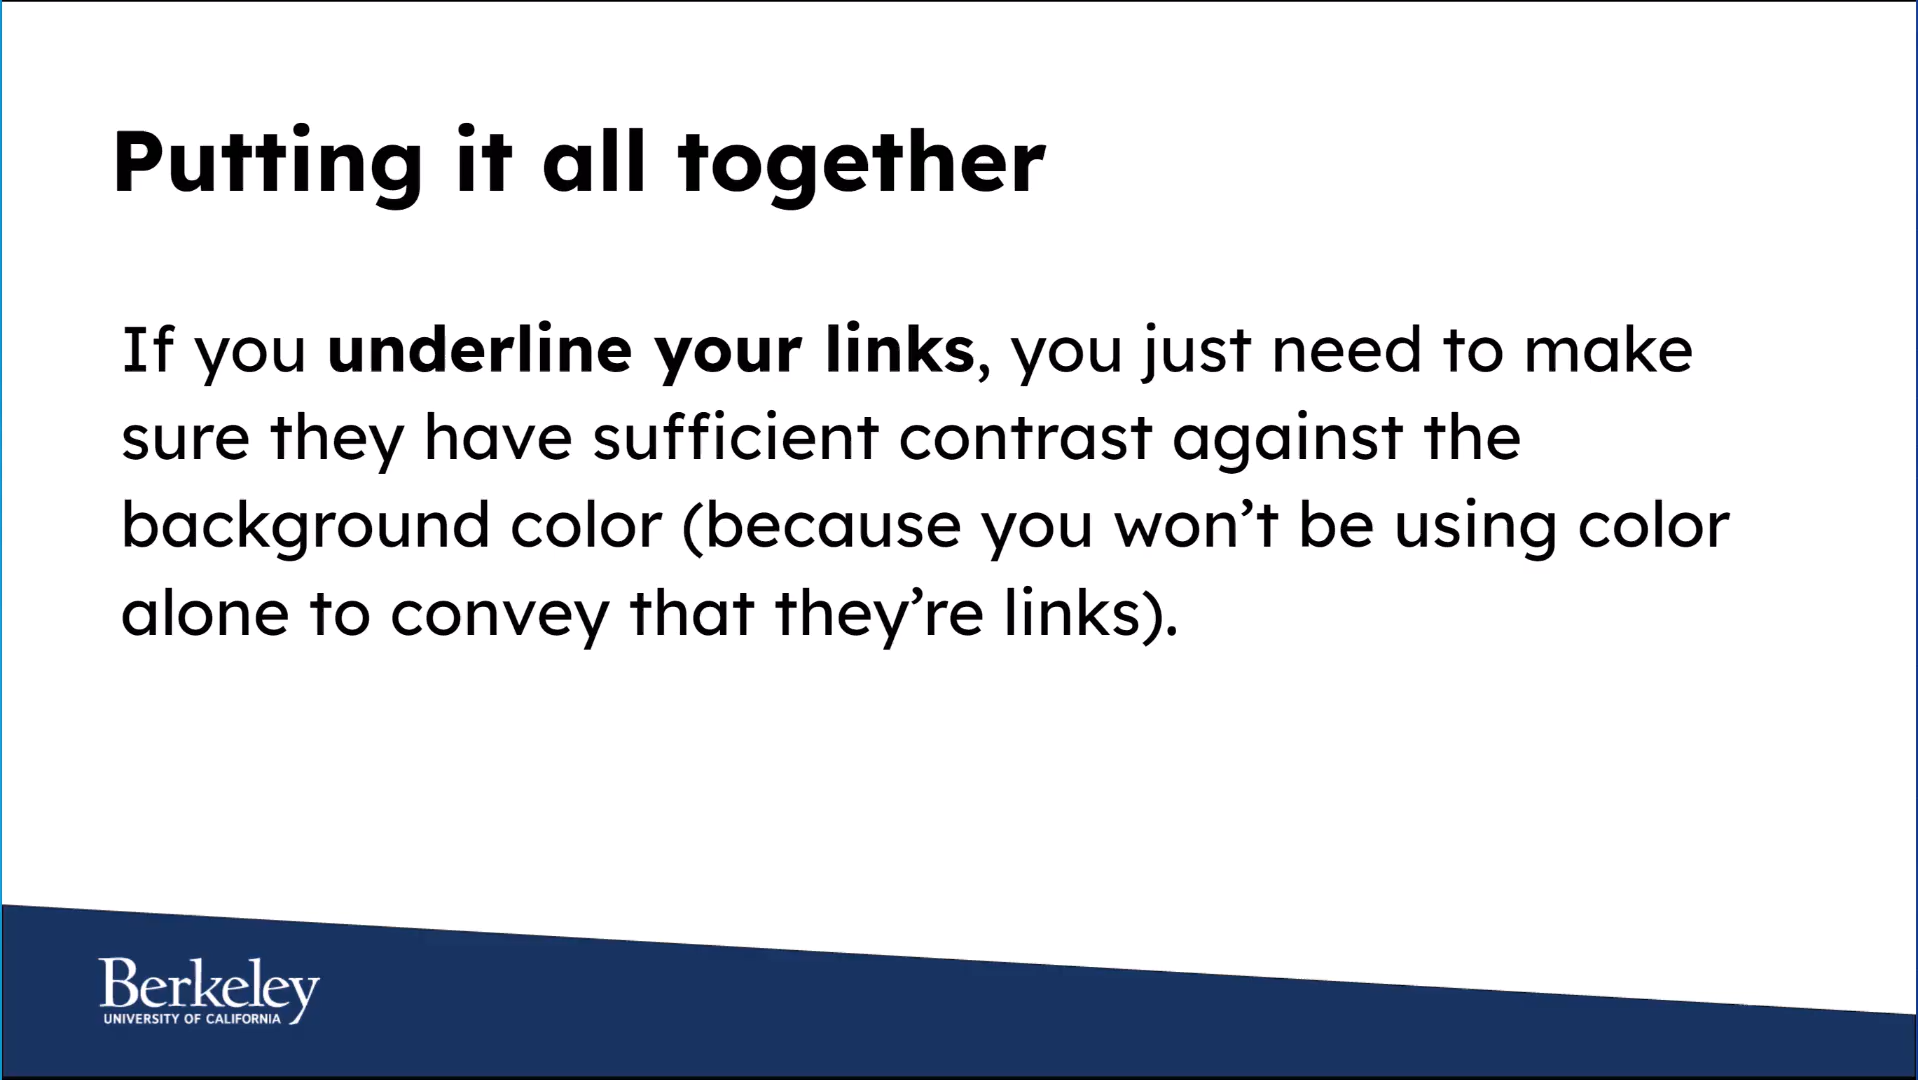 Putting it all together
If you underline your links, you just need to make
sure they have sufficient contrast against the
background color (because you won’t be using color
alone to convey that they’re links).
Berkeley
UNIVERSITY OF CALIFORNIA